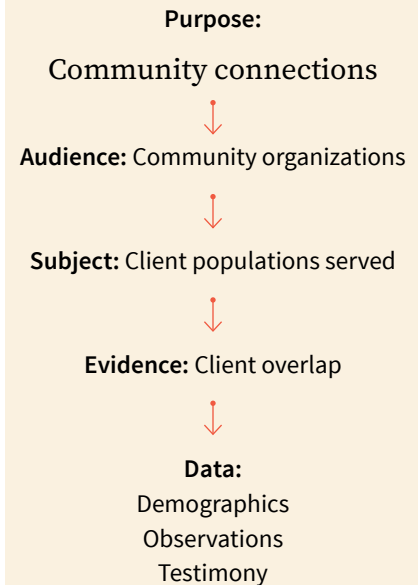 Purpose:
Community connections
Audience: Community organizations
Subject: Client populations served
Evidence: Client overlap
Data:
Demographics
Observations
Testimony